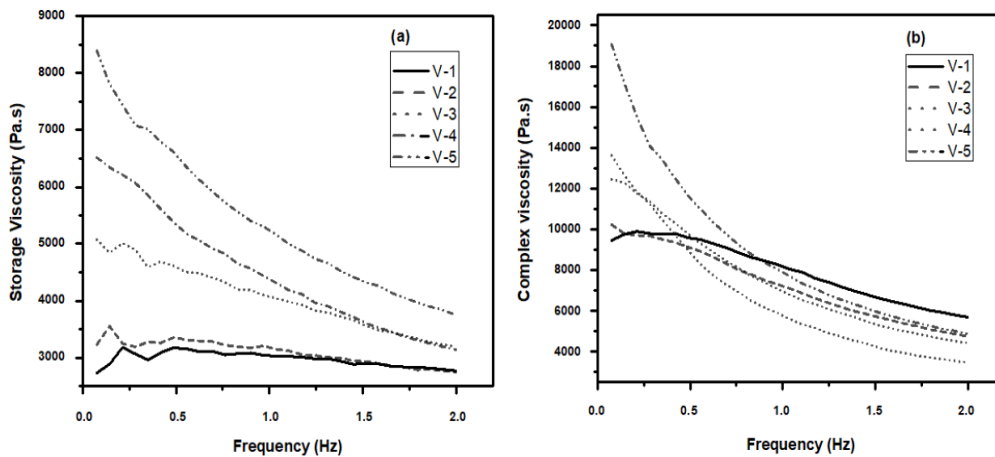 (a)
V-1
V-2
V-3
V-4
V-5
9000
8000
7000
6000
5000
4000
3000
Storage Viscosity (Pa.s)
0.0 0.5 1.0 1.5 2.0
Frequency (Hz)
(b)
V-1
V-2
V-3
V-4
V-5
20000
18000
16000
14000
12000
10000
8000
6000
4000
Complex viscosity (Pa.s)
0.0 0.5 1.0 1.5 2.0
Frequency (Hz)